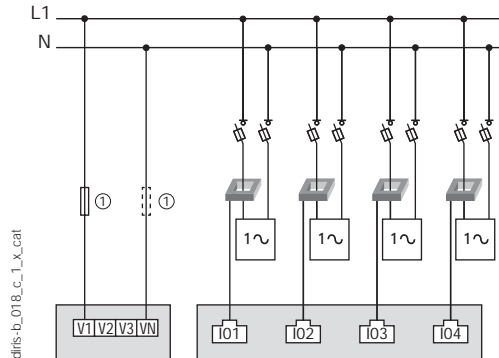 L1
N
① ①
1∿ 1∿ 1∿ 1∿
V1 V2 V3 VN
I01 I02 I03 I04
diris-b_018_c_1_x_cat